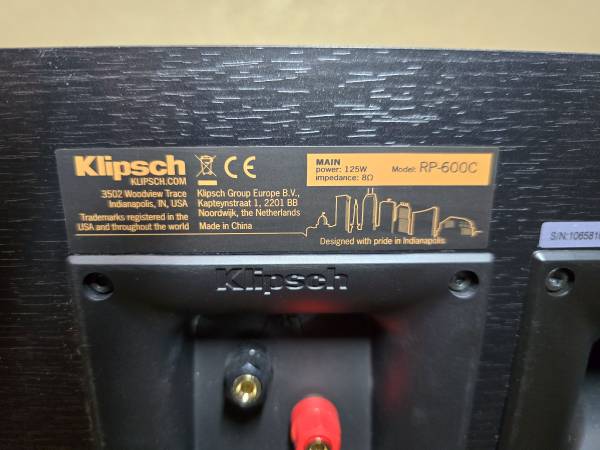 Klipsch
KLIPSCH.COM
3502 Woodview Trace
Indianapolis, IN, USA
Trademarks registered in the
USA and throughout the world
CE
Klipsch Group Europe B.V.,
Kapteynstraat 1, 2201 BB
Noordwijk, the Netherlands
Made in China
MAIN
power: 125W
impedance: 8Ω
Model: RP-600C
Designed with pride in Indianapolis
S/N:1065816
Klipsch